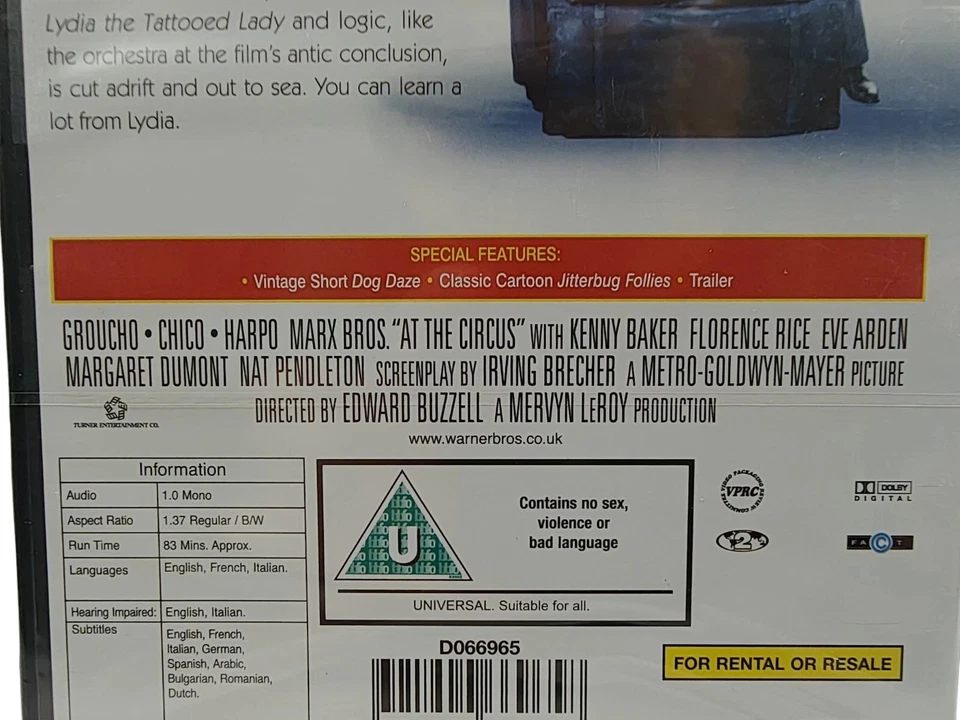 Lydia the Tattooed Lady and logic, like
the orchestra at the film's antic conclusion,
is cut adrift and out to sea. You can learn a
lot from Lydia.
SPECIAL FEATURES:
• Vintage Short Dog Daze • Classic Cartoon Jitterbug Follies • Trailer
GROUCHO • CHICO • HARPO MARX BROS. "AT THE CIRCUS" WITH KENNY BAKER FLORENCE RICE EVE ARDEN
MARGARET DUMONT NAT PENDLETON SCREENPLAY BY IRVING BRECHER A METRO-GOLDWYN-MAYER PICTURE
DIRECTED BY EDWARD BUZZELL A MERVYN LeROY PRODUCTION
TURNER ENTERTAINMENT CO.
www.warnerbros.co.uk
Information
Audio 1.0 Mono
Aspect Ratio 1.37 Regular / B/W
Run Time 83 Mins. Approx.
Languages English, French, Italian.
Hearing Impaired: English, Italian.
Subtitles English, French,
Italian, German,
Spanish, Arabic,
Bulgarian, Romanian,
Dutch.
U
Contains no sex,
violence or
bad language
UNIVERSAL. Suitable for all.
VIDEO PACKAGING REVIEW COMMITTEE
VPRC
2
DOLBY
DIGITAL
FACT
D066965
FOR RENTAL OR RESALE